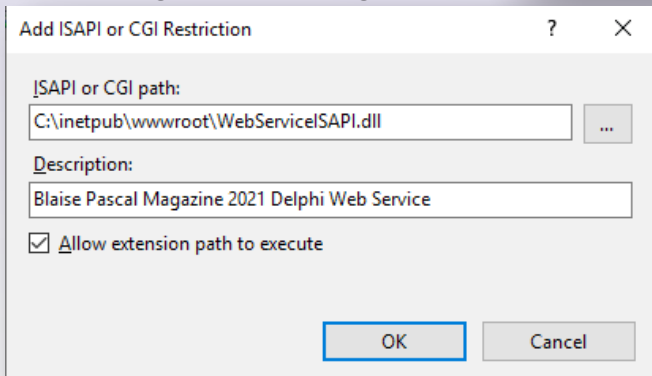 Add ISAPI or CGI Restriction ? ×
ISAPI or CGI path:
C:\inetpub\wwwroot\WebServiceISAPI.dll ...
Description:
Blaise Pascal Magazine 2021 Delphi Web Service
Allow extension path to execute
OK Cancel